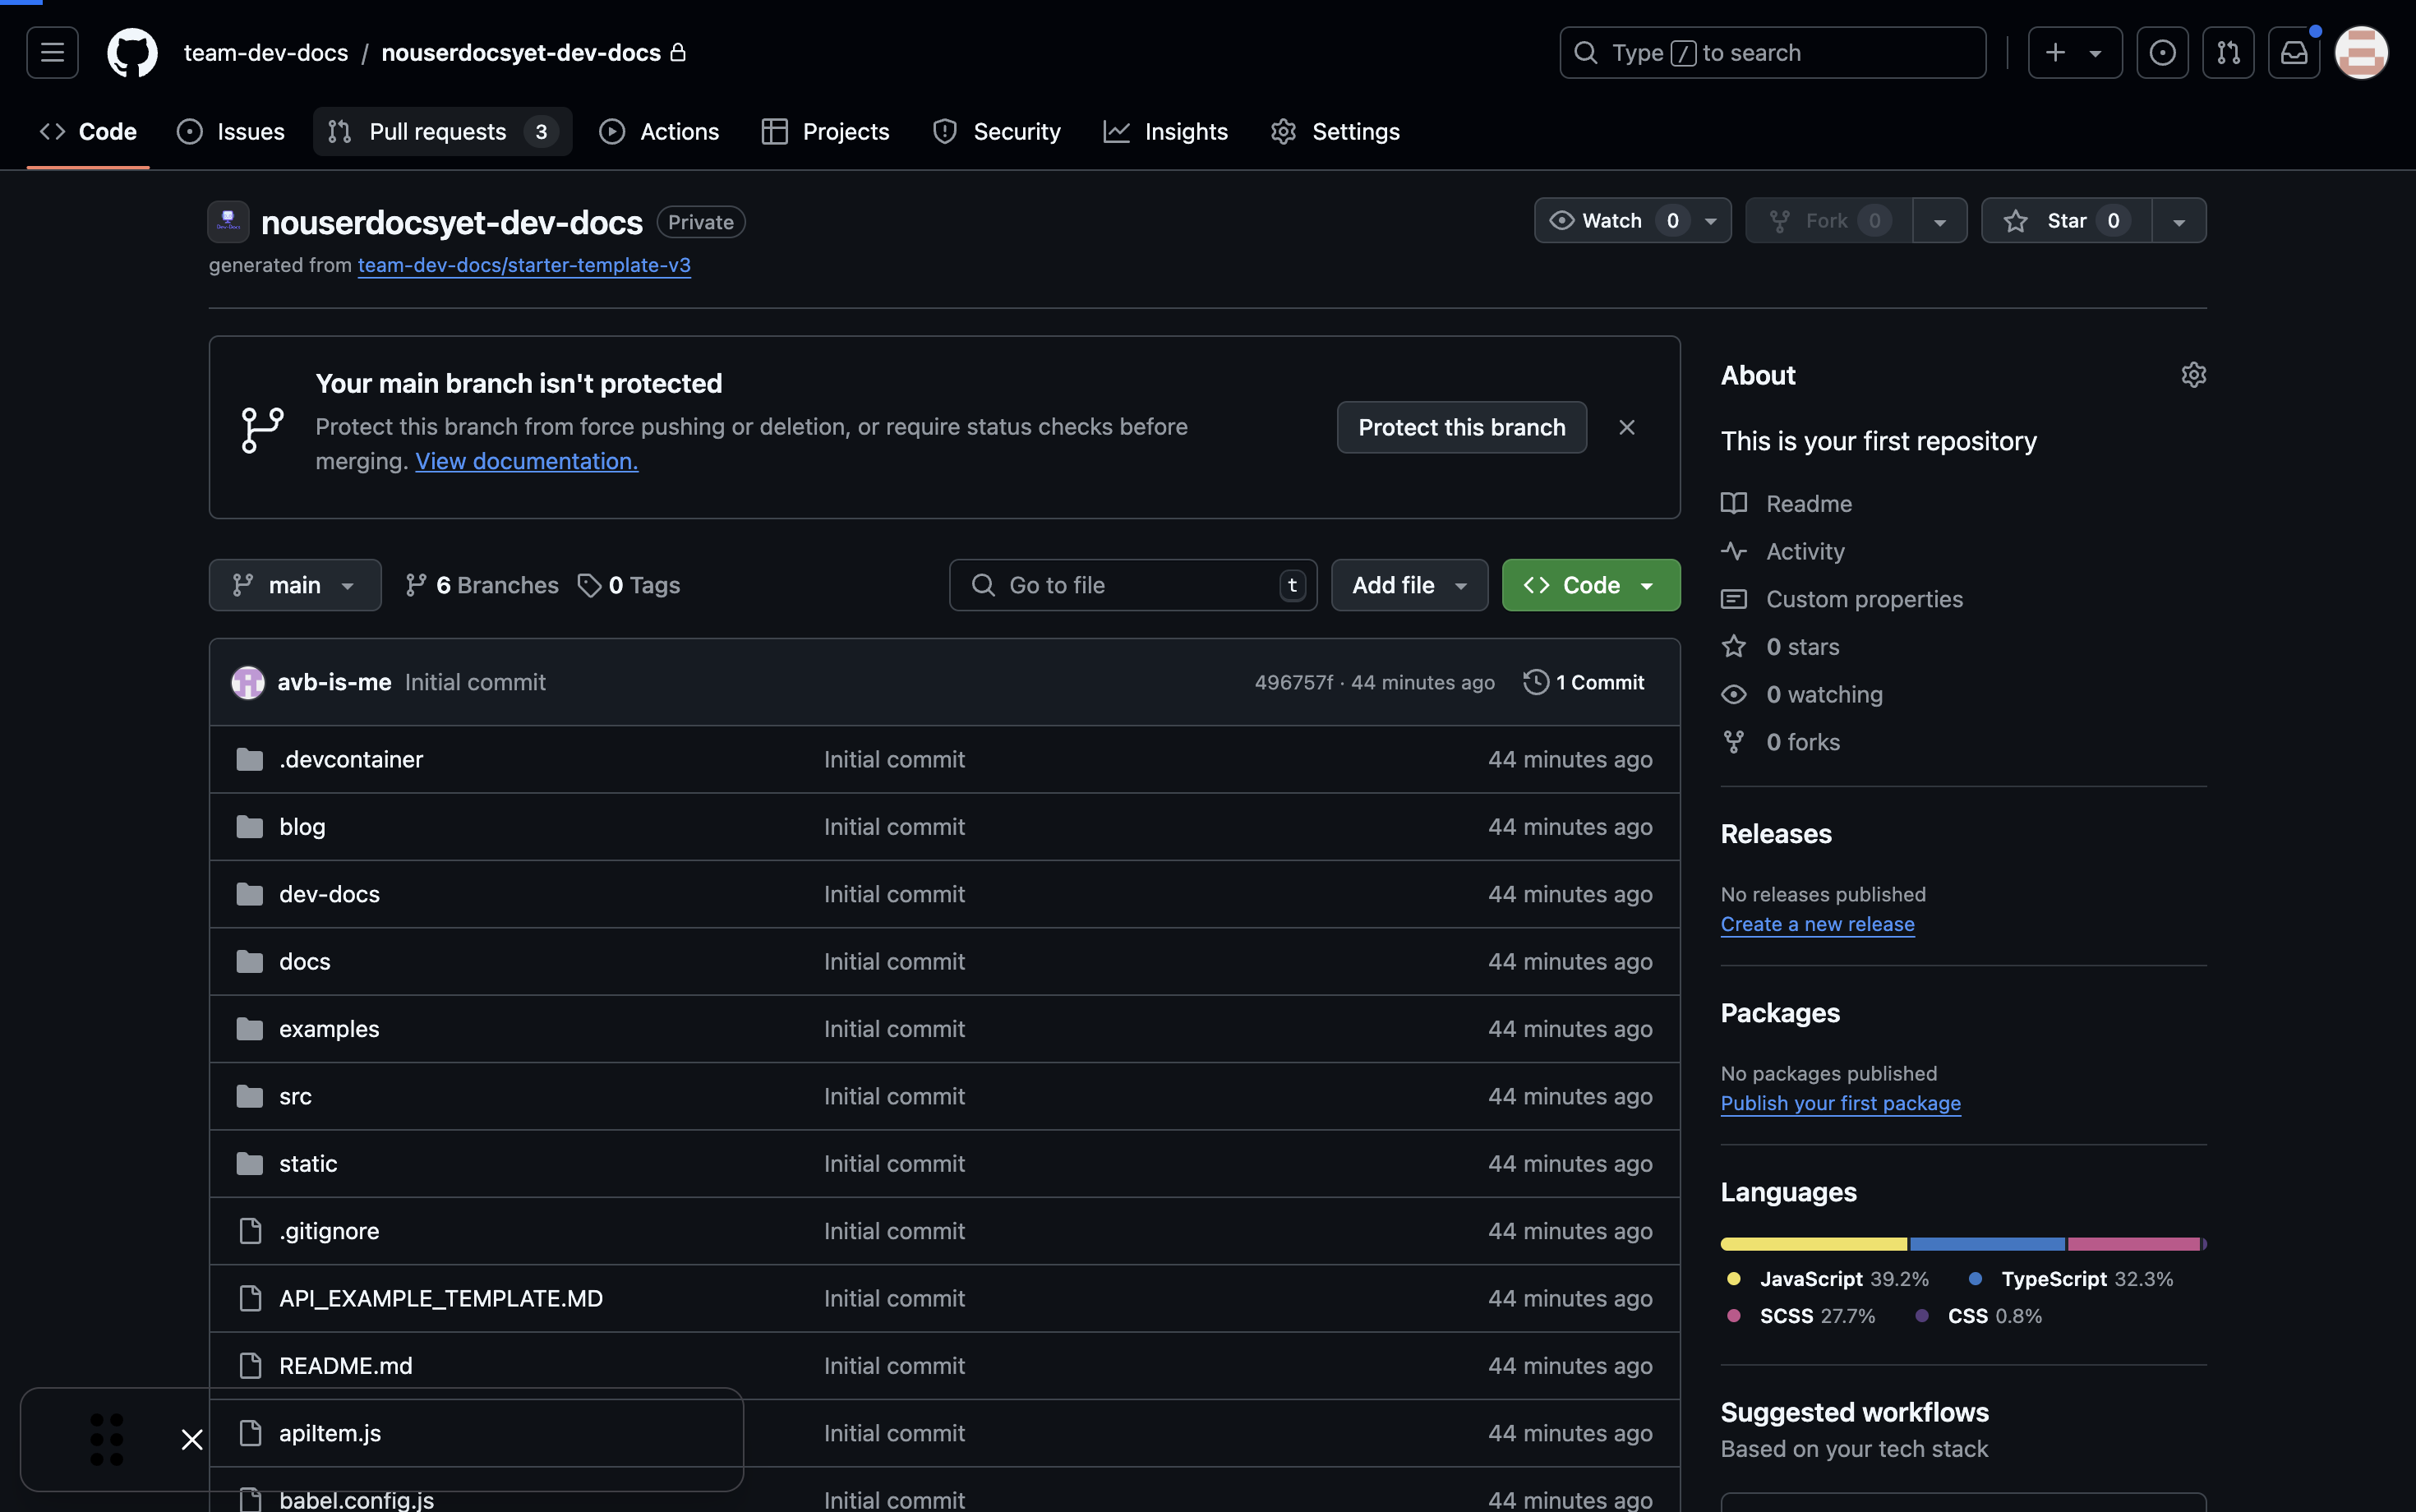 team-dev-docs / nouserdocsyet-dev-docs
Type / to search
Code
Issues
Pull requests 3
Actions
Projects
Security
Insights
Settings
nouserdocsyet-dev-docs Private
Watch 0
Fork 0
Star 0
generated from team-dev-docs/starter-template-v3
Your main branch isn't protected
Protect this branch from force pushing or deletion, or require status checks before
merging. View documentation.
Protect this branch
main
6 Branches
0 Tags
Go to file t
Add file
Code
avb-is-me Initial commit
496757f · 44 minutes ago
1 Commit
.devcontainer Initial commit 44 minutes ago
blog Initial commit 44 minutes ago
dev-docs Initial commit 44 minutes ago
docs Initial commit 44 minutes ago
examples Initial commit 44 minutes ago
src Initial commit 44 minutes ago
static Initial commit 44 minutes ago
.gitignore Initial commit 44 minutes ago
API_EXAMPLE_TEMPLATE.MD Initial commit 44 minutes ago
README.md Initial commit 44 minutes ago
apiItem.js Initial commit 44 minutes ago
babel.config.js Initial commit 44 minutes ago
About
This is your first repository
Readme
Activity
Custom properties
0 stars
0 watching
0 forks
Releases
No releases published
Create a new release
Packages
No packages published
Publish your first package
Languages
JavaScript 39.2%
TypeScript 32.3%
SCSS 27.7%
CSS 0.8%
Suggested workflows
Based on your tech stack